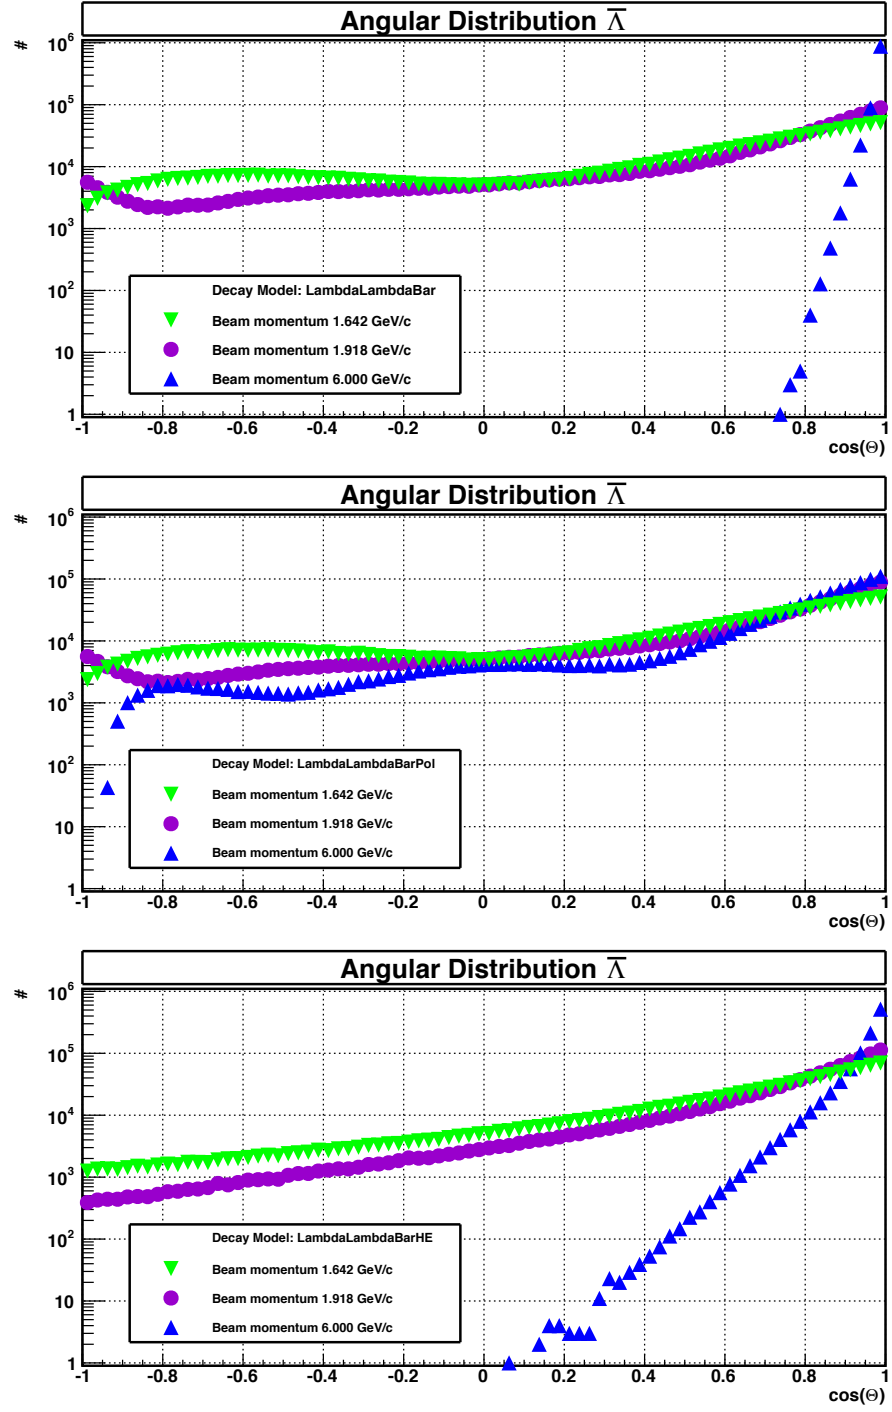 Angular Distribution Λ̅
#
10⁶
10⁵
10⁴
10³
10²
10
1
Decay Model: LambdaLambdaBar
Beam momentum 1.642 GeV/c
Beam momentum 1.918 GeV/c
Beam momentum 6.000 GeV/c
-1 -0.8 -0.6 -0.4 -0.2 0 0.2 0.4 0.6 0.8 1
cos(Θ)
Angular Distribution Λ̅
#
10⁶
10⁵
10⁴
10³
10²
10
1
Decay Model: LambdaLambdaBarPol
Beam momentum 1.642 GeV/c
Beam momentum 1.918 GeV/c
Beam momentum 6.000 GeV/c
-1 -0.8 -0.6 -0.4 -0.2 0 0.2 0.4 0.6 0.8 1
cos(Θ)
Angular Distribution Λ̅
#
10⁶
10⁵
10⁴
10³
10²
10
1
Decay Model: LambdaLambdaBarHE
Beam momentum 1.642 GeV/c
Beam momentum 1.918 GeV/c
Beam momentum 6.000 GeV/c
-1 -0.8 -0.6 -0.4 -0.2 0 0.2 0.4 0.6 0.8 1
cos(Θ)